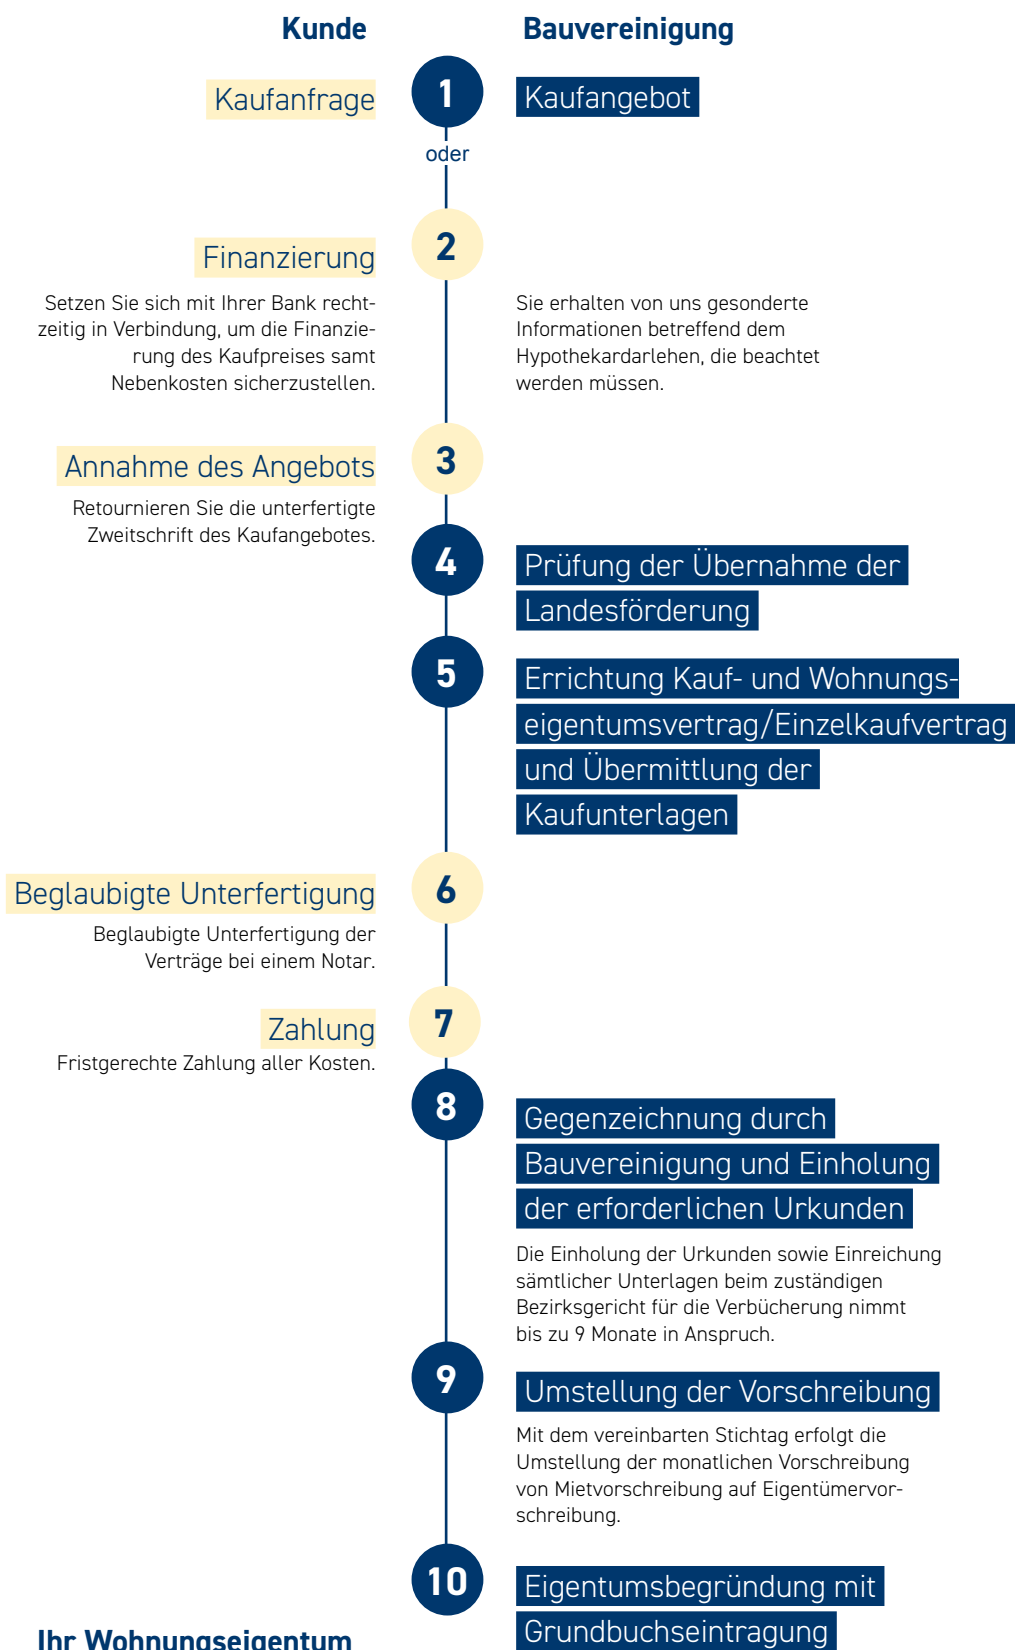 Kunde
Bauvereinigung
Kaufanfrage
1
Kaufangebot
oder
2
Finanzierung
Setzen Sie sich mit Ihrer Bank recht-
zeitig in Verbindung, um die Finanzie-
rung des Kaufpreises samt
Nebenkosten sicherzustellen.
Sie erhalten von uns gesonderte
Informationen betreffend dem
Hypothekardarlehen, die beachtet
werden müssen.
3
Annahme des Angebots
Retournieren Sie die unterfertigte
Zweitschrift des Kaufangebotes.
4
Prüfung der Übernahme der
Landesförderung
5
Errichtung Kauf- und Wohnungs-
eigentumsvertrag/Einzelkaufvertrag
und Übermittlung der
Kaufunterlagen
6
Beglaubigte Unterfertigung
Beglaubigte Unterfertigung der
Verträge bei einem Notar.
7
Zahlung
Fristgerechte Zahlung aller Kosten.
8
Gegenzeichnung durch
Bauvereinigung und Einholung
der erforderlichen Urkunden
Die Einholung der Urkunden sowie Einreichung
sämtlicher Unterlagen beim zuständigen
Bezirksgericht für die Verbücherung nimmt
bis zu 9 Monate in Anspruch.
9
Umstellung der Vorschreibung
Mit dem vereinbarten Stichtag erfolgt die
Umstellung der monatlichen Vorschreibung
von Mietvorschreibung auf Eigentümervor-
schreibung.
10
Eigentumsbegründung mit
Grundbuchseintragung
Ihr Wohnungseigentum